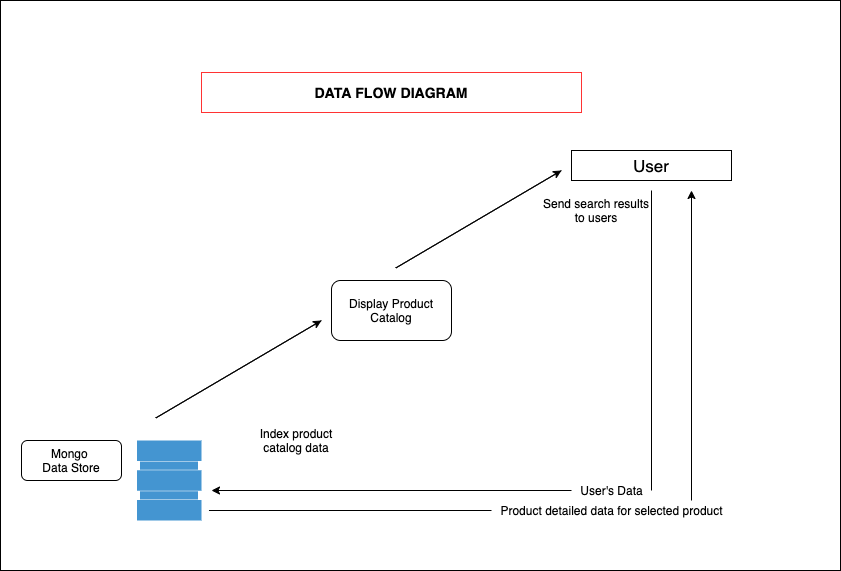 DATA FLOW DIAGRAM
User
Send search results
to users
Display Product
Catalog
Index product
catalog data
Mongo
Data Store
User's Data
Product detailed data for selected product